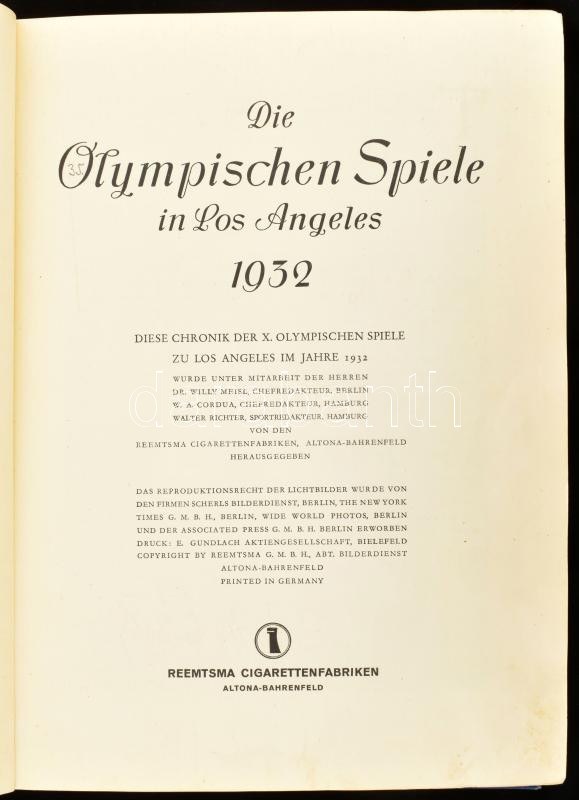 Die
Olympischen Spiele
35.
in Los Angeles
1932
DIESE CHRONIK DER X. OLYMPISCHEN SPIELE
ZU LOS ANGELES IM JAHRE 1932
WURDE UNTER MITARBEIT DER HERREN
DR. WILLY MEISL, CHEFREDAKTEUR, BERLIN
W. A. CORDUA, CHEFREDAKTEUR, HAMBURG
WALTER RICHTER, SPORTREDAKTEUR, HAMBURG
VON DEN
REEMTSMA CIGARETTENFABRIKEN, ALTONA-BAHRENFELD
HERAUSGEGEBEN
DAS REPRODUKTIONSRECHT DER LICHTBILDER WURDE VON
DEN FIRMEN SCHERLS BILDERDIENST, BERLIN, THE NEW YORK
TIMES G. M. B. H., BERLIN, WIDE WORLD PHOTOS, BERLIN
UND DER ASSOCIATED PRESS G. M. B. H. BERLIN ERWORBEN
DRUCK: E. GUNDLACH AKTIENGESELLSCHAFT, BIELEFELD
COPYRIGHT BY REEMTSMA G. M. B. H., ABT. BILDERDIENST
ALTONA-BAHRENFELD
PRINTED IN GERMANY
REEMTSMA CIGARETTENFABRIKEN
ALTONA-BAHRENFELD